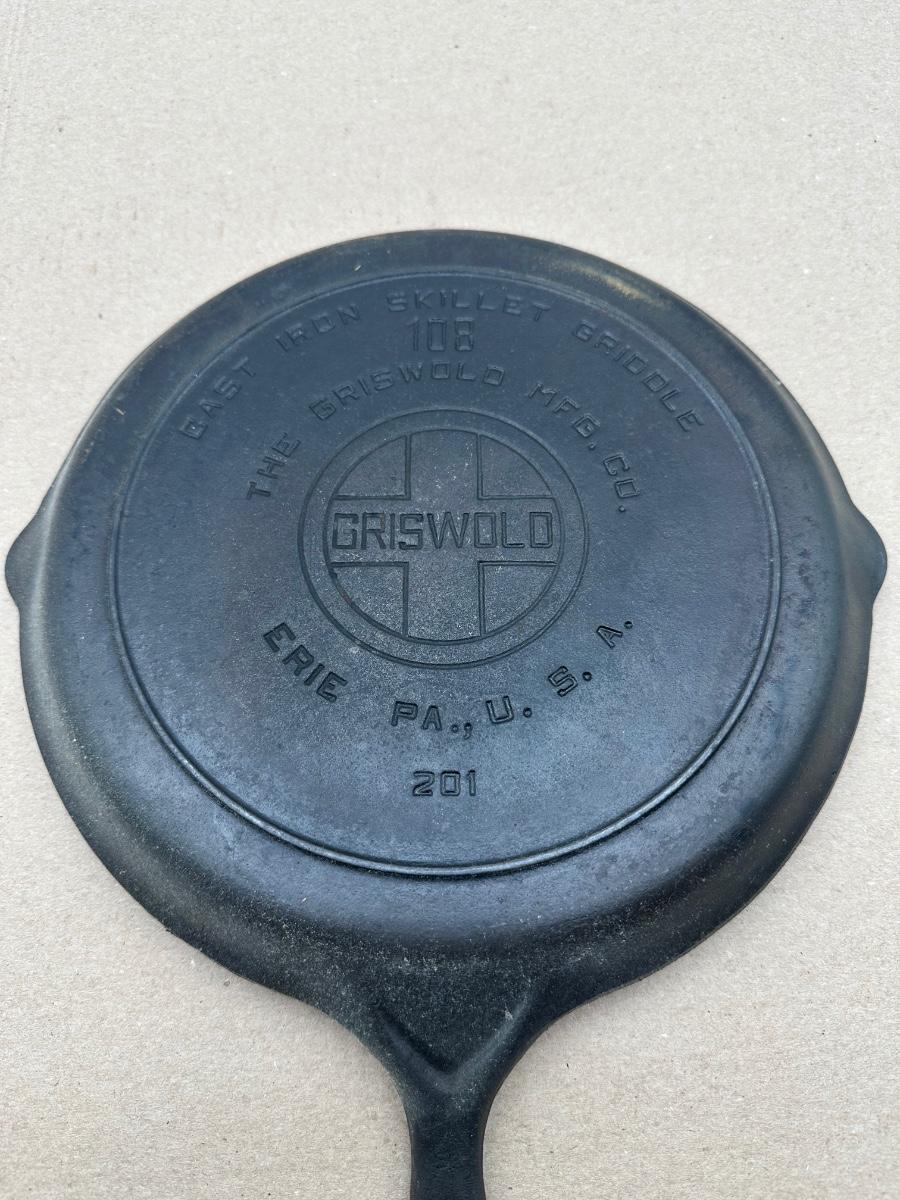 CAST IRON SKILLET GRIDDLE
108
THE GRISWOLD MFG. CO.
GRISWOLD
ERIE PA., U. S. A.
201